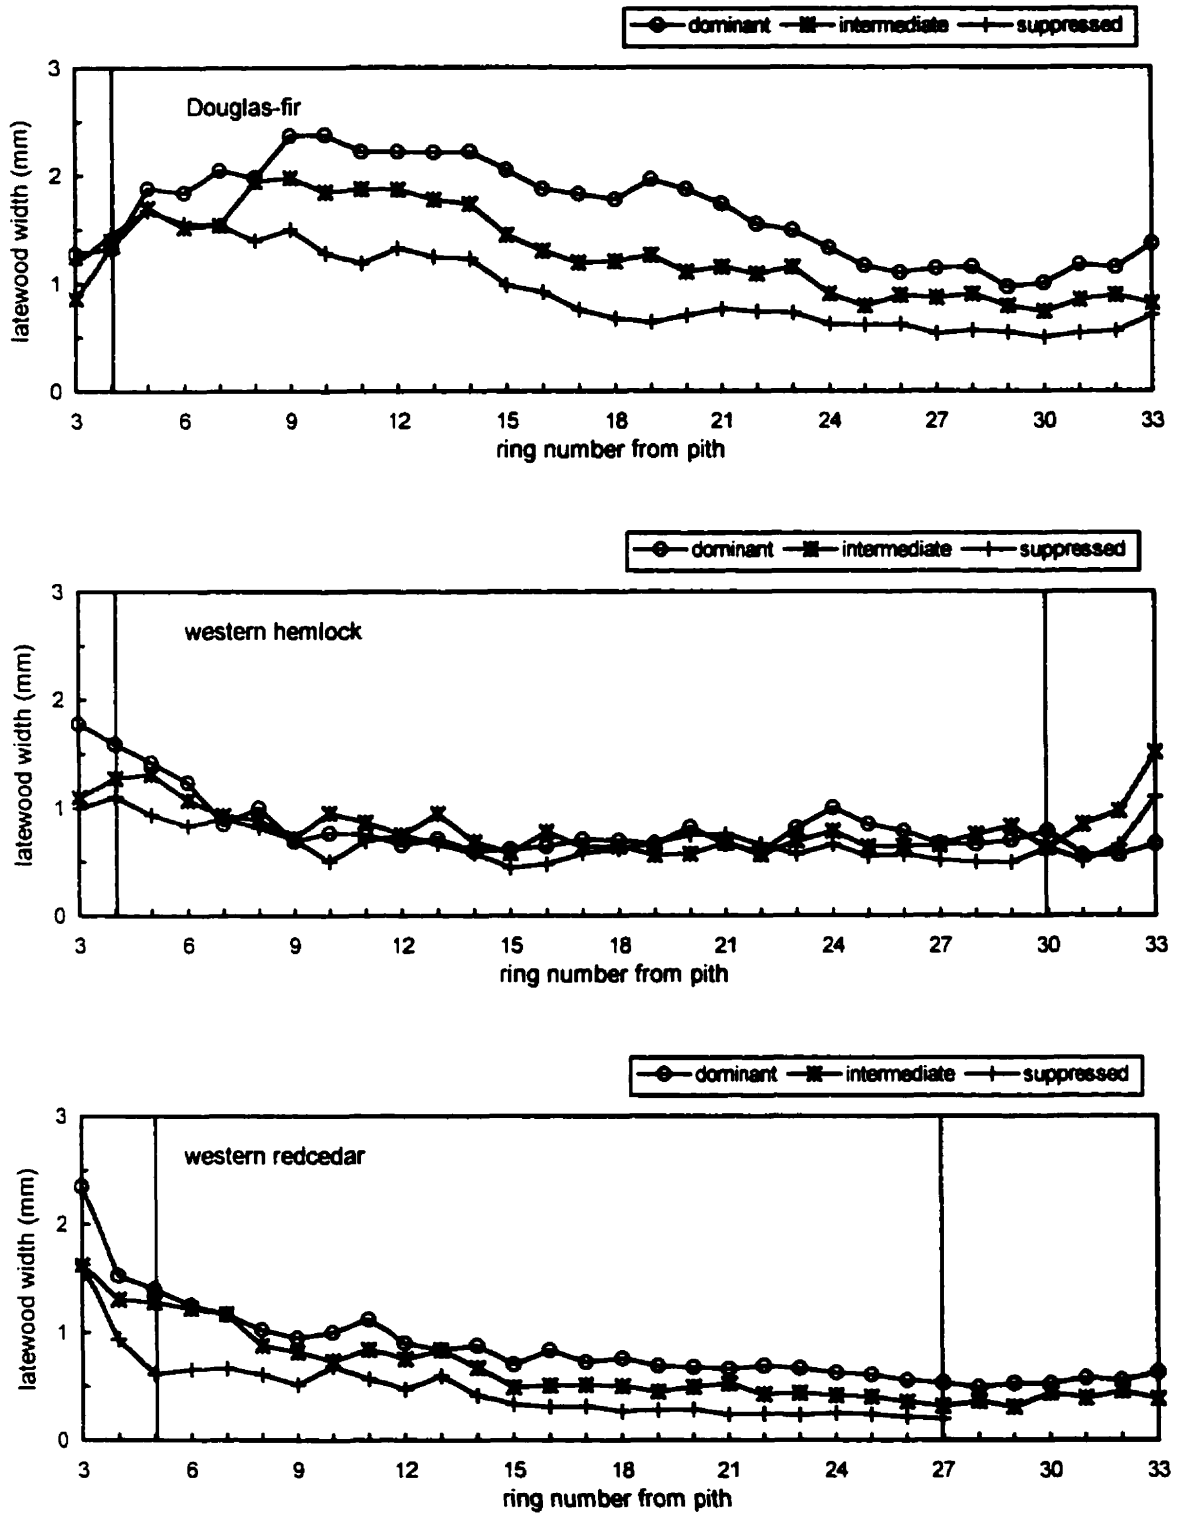 dominant intermediate suppressed
Douglas-fir
latewood width (mm)
3
2
1
0
3 6 9 12 15 18 21 24 27 30 33
ring number from pith
dominant intermediate suppressed
western hemlock
latewood width (mm)
3
2
1
0
3 6 9 12 15 18 21 24 27 30 33
ring number from pith
dominant intermediate suppressed
western redcedar
latewood width (mm)
3
2
1
0
3 6 9 12 15 18 21 24 27 30 33
ring number from pith